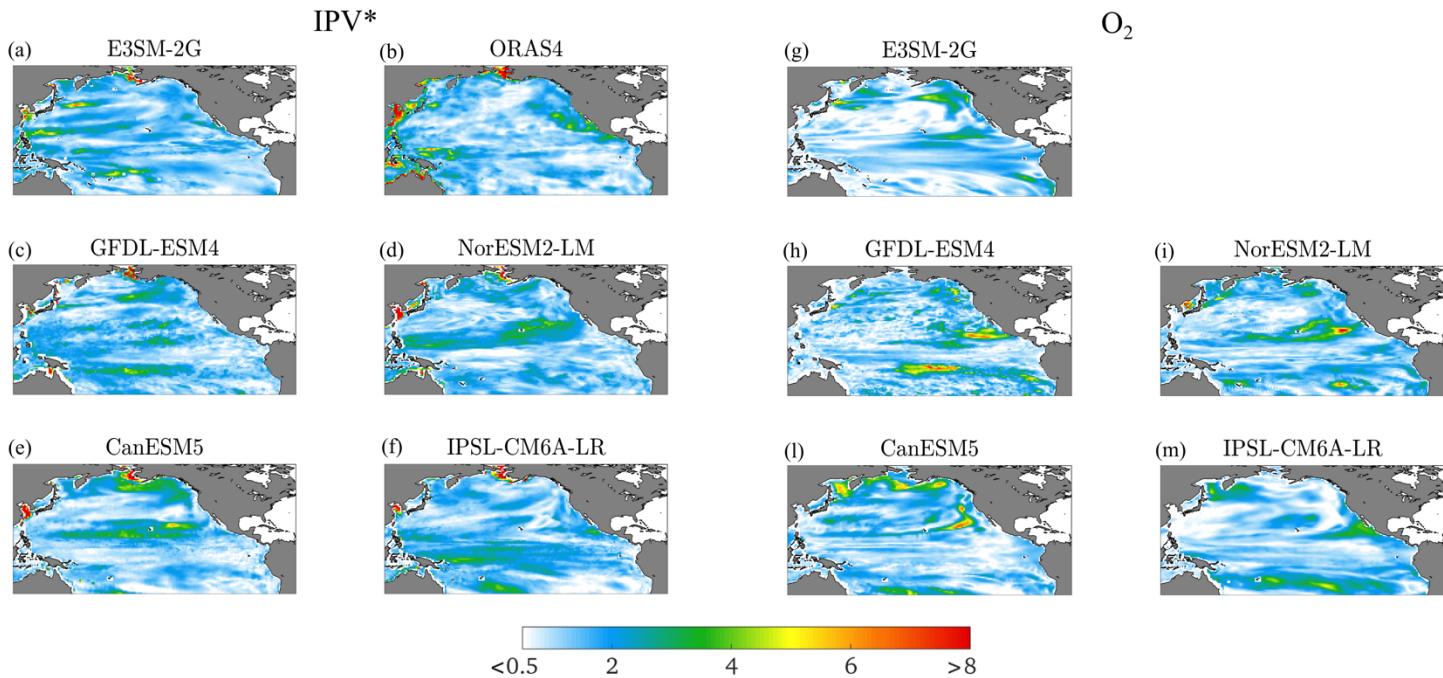 IPV*
O₂
(a) E3SM-2G
(b) ORAS4
(g) E3SM-2G
(c) GFDL-ESM4
(d) NorESM2-LM
(h) GFDL-ESM4
NorESM2-LM (i)
(e) CanESM5
(f) IPSL-CM6A-LR
(l) CanESM5
(m) IPSL-CM6A-LR
<0.5 2 4 6 >8